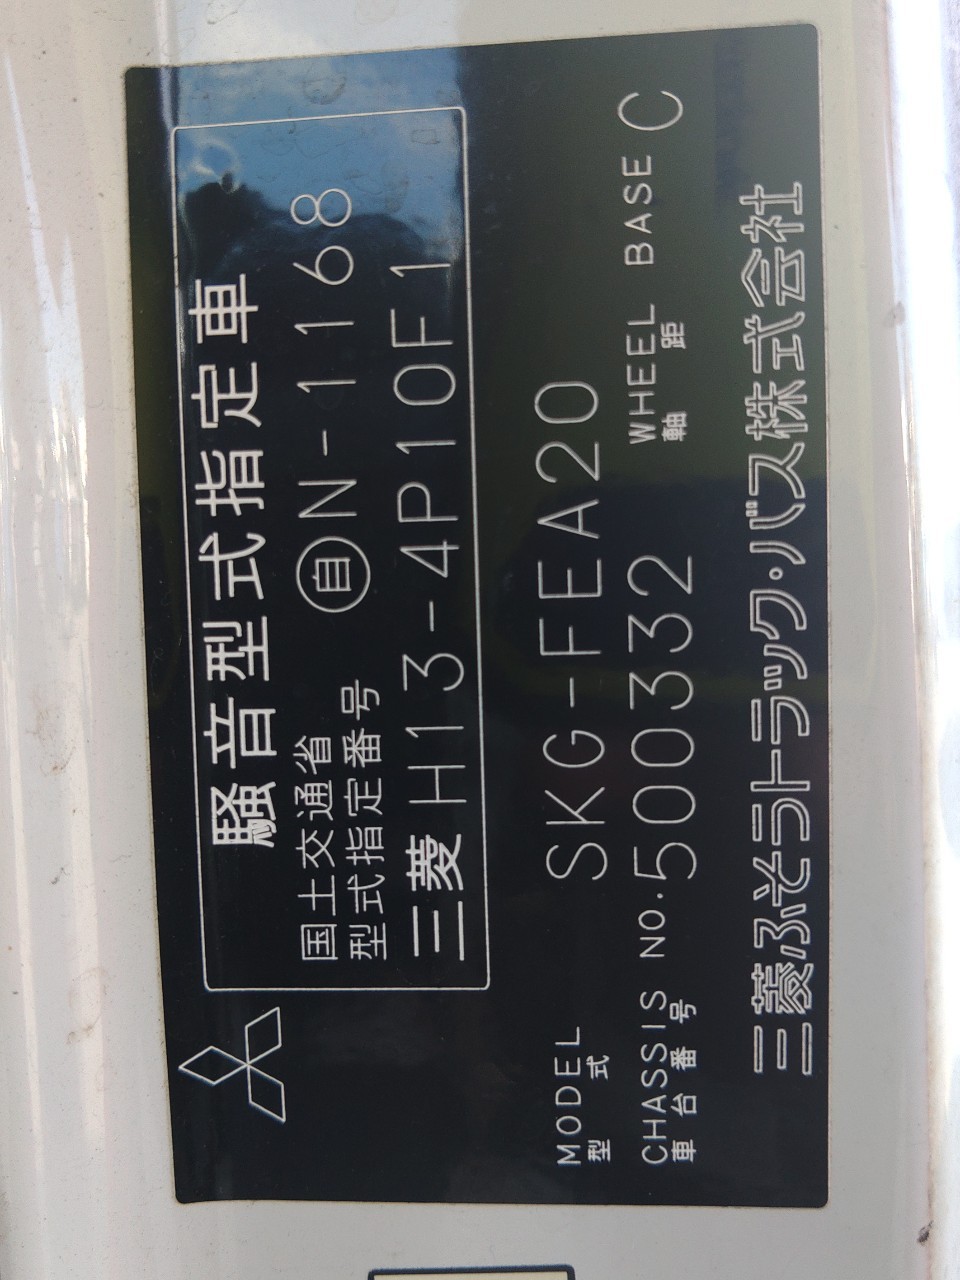 騒音型式指定車
国土交通省
型式指定番号 自N-1168
三菱 H13-4P10F1
MODEL
型式 SKG-FEA20
CHASSIS NO. 500332 WHEEL BASE C
車台番号 軸距
三菱ふそうトラック・バス株式会社